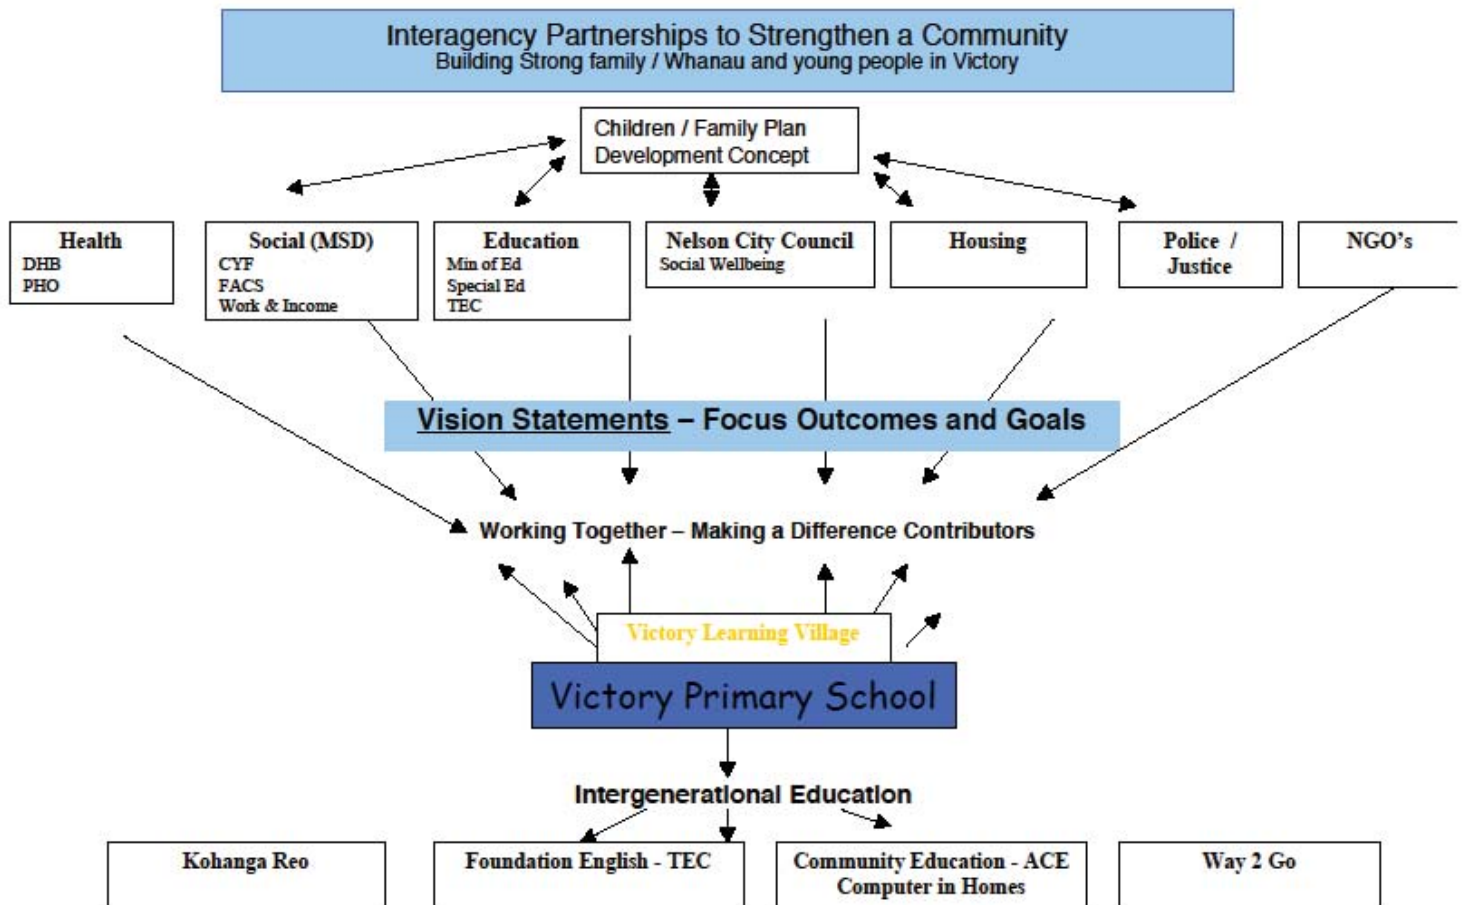 Interagency Partnerships to Strengthen a Community
Building Strong family / Whanau and young people in Victory
Children / Family Plan
Development Concept
Health
DHB
PHO
Social (MSD)
CYF
FACS
Work & Income
Education
Min of Ed
Special Ed
TEC
Nelson City Council
Social Wellbeing
Housing
Police /
Justice
NGO's
Vision Statements – Focus Outcomes and Goals
Working Together – Making a Difference Contributors
Victory Learning Village
Victory Primary School
Intergenerational Education
Kohanga Reo
Foundation English - TEC
Community Education - ACE
Computer in Homes
Way 2 Go